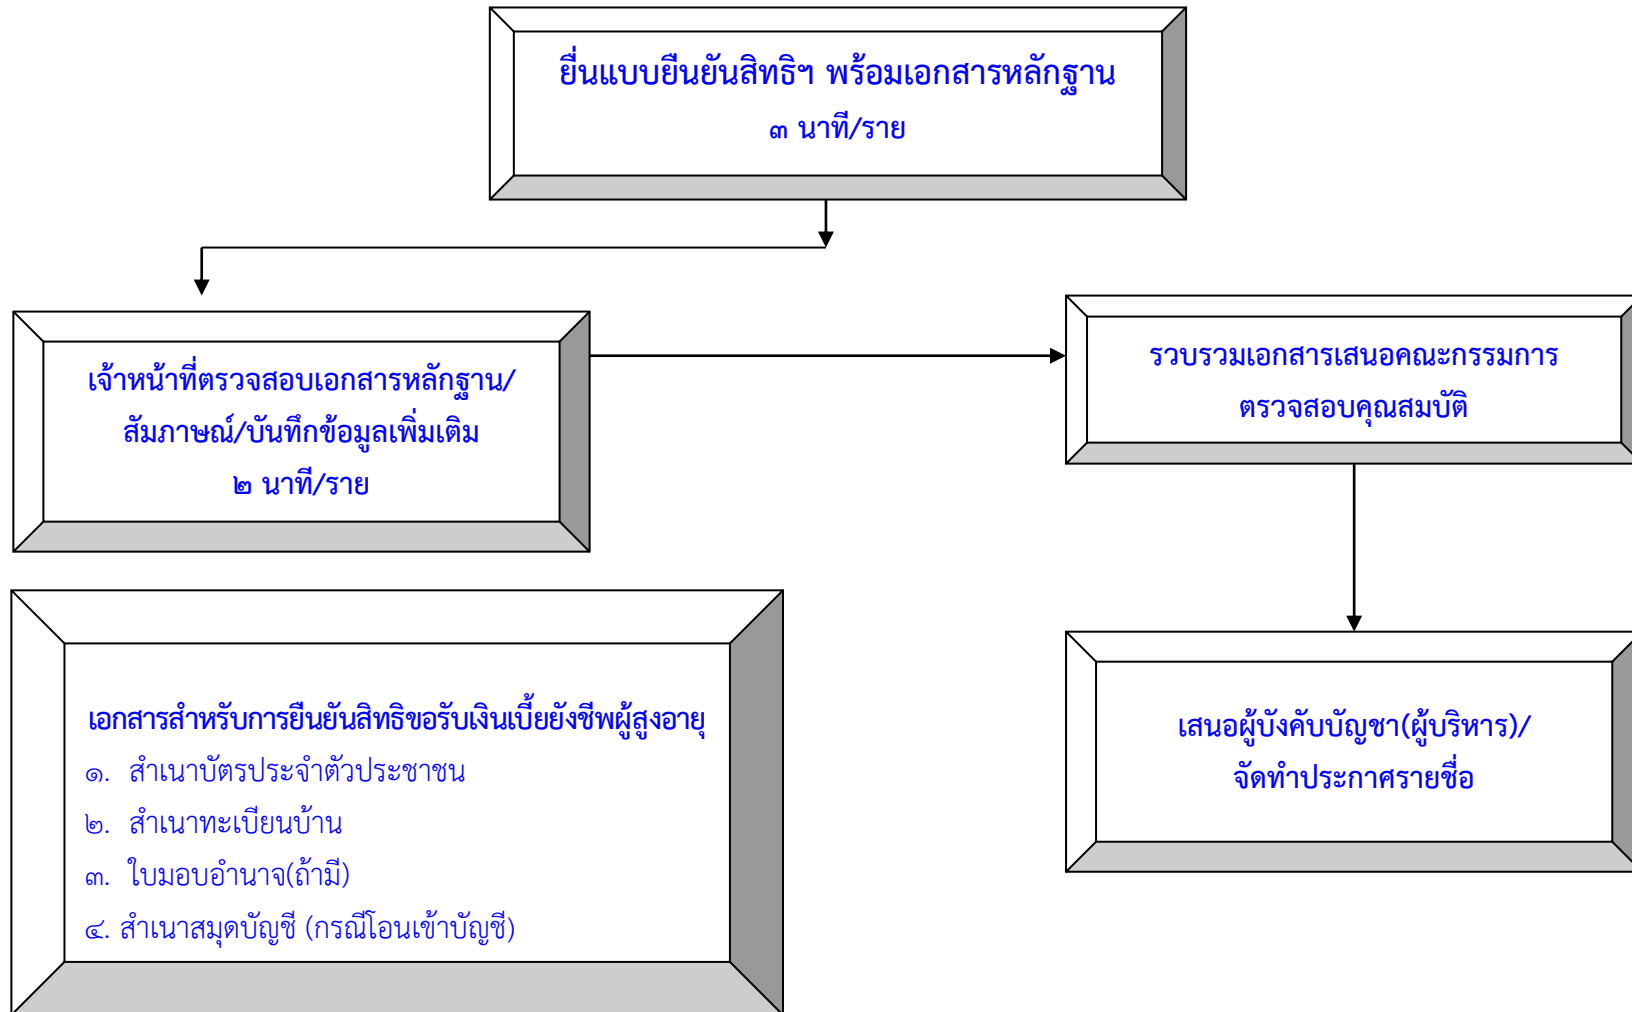 ยื่นแบบยืนยันสิทธิฯ พร้อมเอกสารหลักฐาน
๓ นาที/ราย
เจ้าหน้าที่ตรวจสอบเอกสารหลักฐาน/
สัมภาษณ์/บันทึกข้อมูลเพิ่มเติม
๒ นาที/ราย
รวบรวมเอกสารเสนอคณะกรรมการ
ตรวจสอบคุณสมบัติ
เสนอผู้บังคับบัญชา(ผู้บริหาร)/
จัดทำประกาศรายชื่อ
เอกสารสำหรับการยืนยันสิทธิขอรับเงินเบี้ยยังชีพผู้สูงอายุ
๑. สำเนาบัตรประจำตัวประชาชน
๒. สำเนาทะเบียนบ้าน
๓. ใบมอบอำนาจ(ถ้ามี)
๔. สำเนาสมุดบัญชี (กรณีโอนเข้าบัญชี)